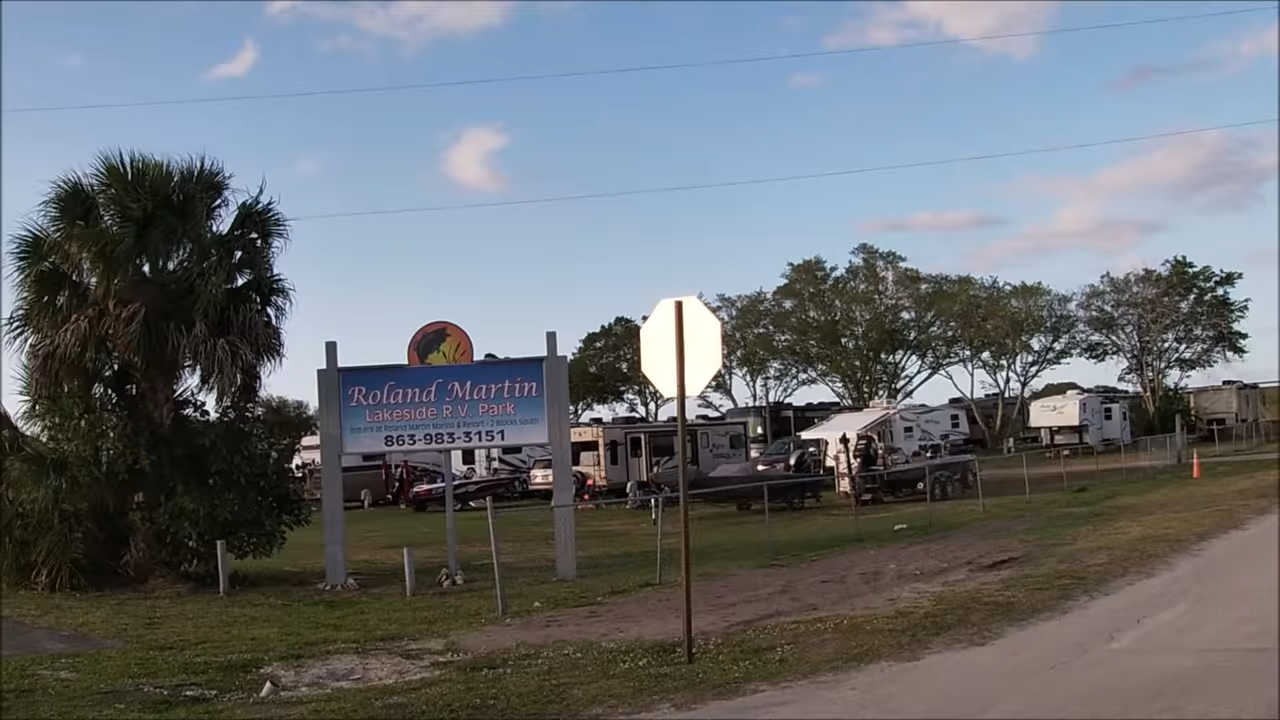 Roland Martin
Lakeside R.V. Park
Inquire at Roland Martin Marina & Resort - 2 Blocks South
863-983-3151